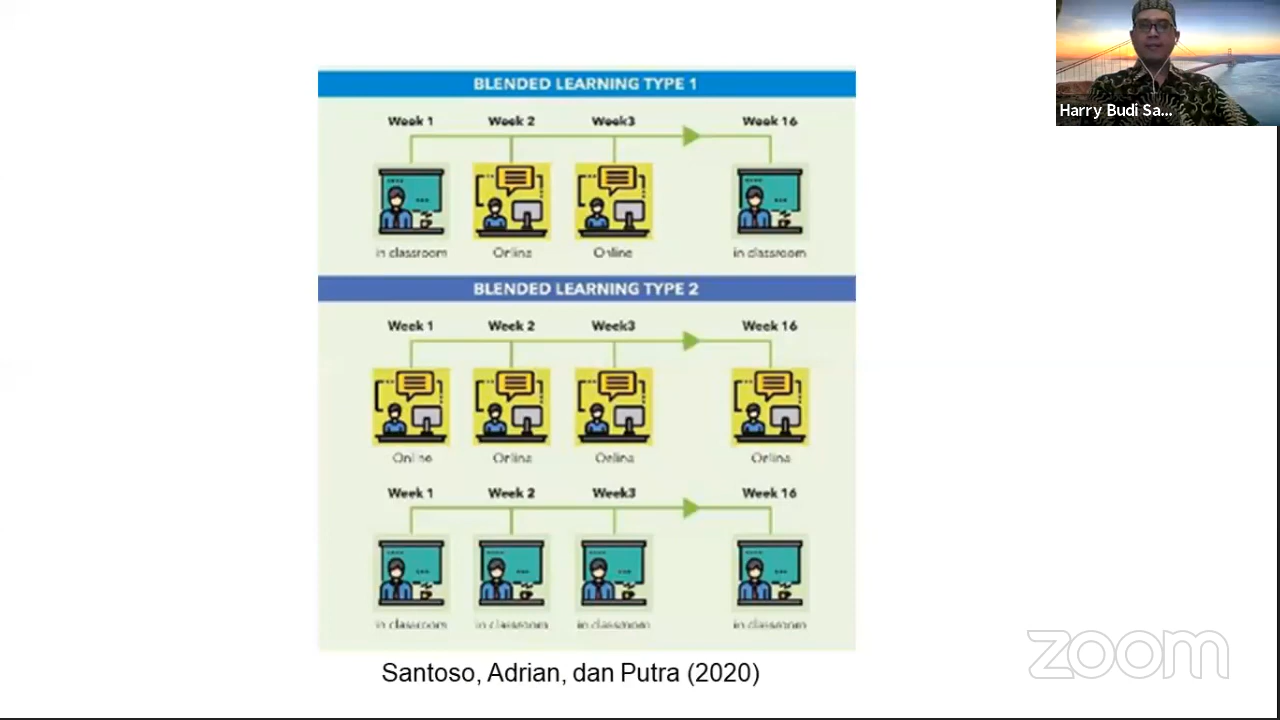 BLENDED LEARNING TYPE 1
Week 1 Week 2 Week3 Week 16
in classroom Online Online in classroom
BLENDED LEARNING TYPE 2
Week 1 Week 2 Week3 Week 16
Online Online Online Online
Week 1 Week 2 Week3 Week 16
in classroom in classroom in classroom in classroom
Santoso, Adrian, dan Putra (2020)
Harry Budi Sa...
zoom